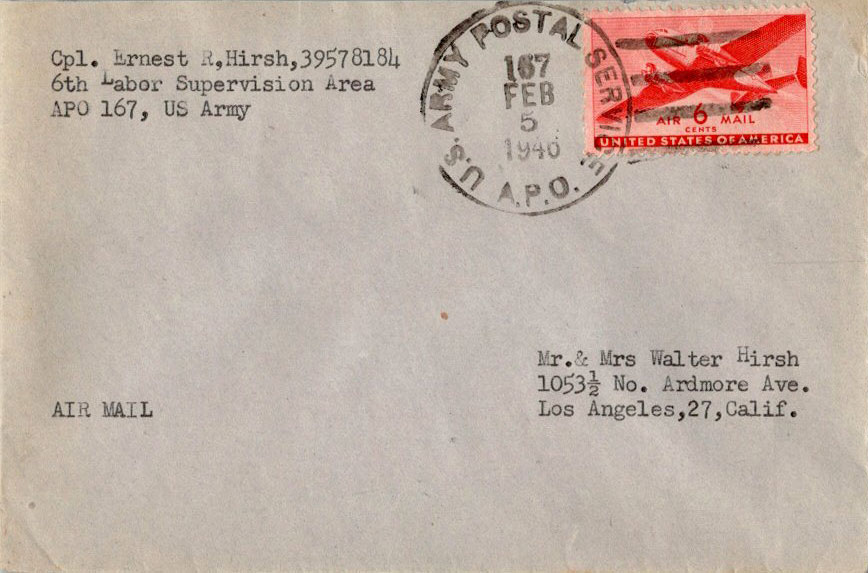 Cpl. Ernest R,Hirsh,39578184
6th Labor Supervision Area
APO 167, US Army
U.S. ARMY POSTAL SERVICE
167
FEB
5
1946
A.P.O.
AIR 6 MAIL
CENTS
UNITED STATES OF AMERICA
Mr.& Mrs Walter Hirsh
1053½ No. Ardmore Ave.
Los Angeles,27,Calif.
AIR MAIL